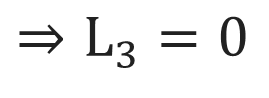 ⇒ L₃ = 0